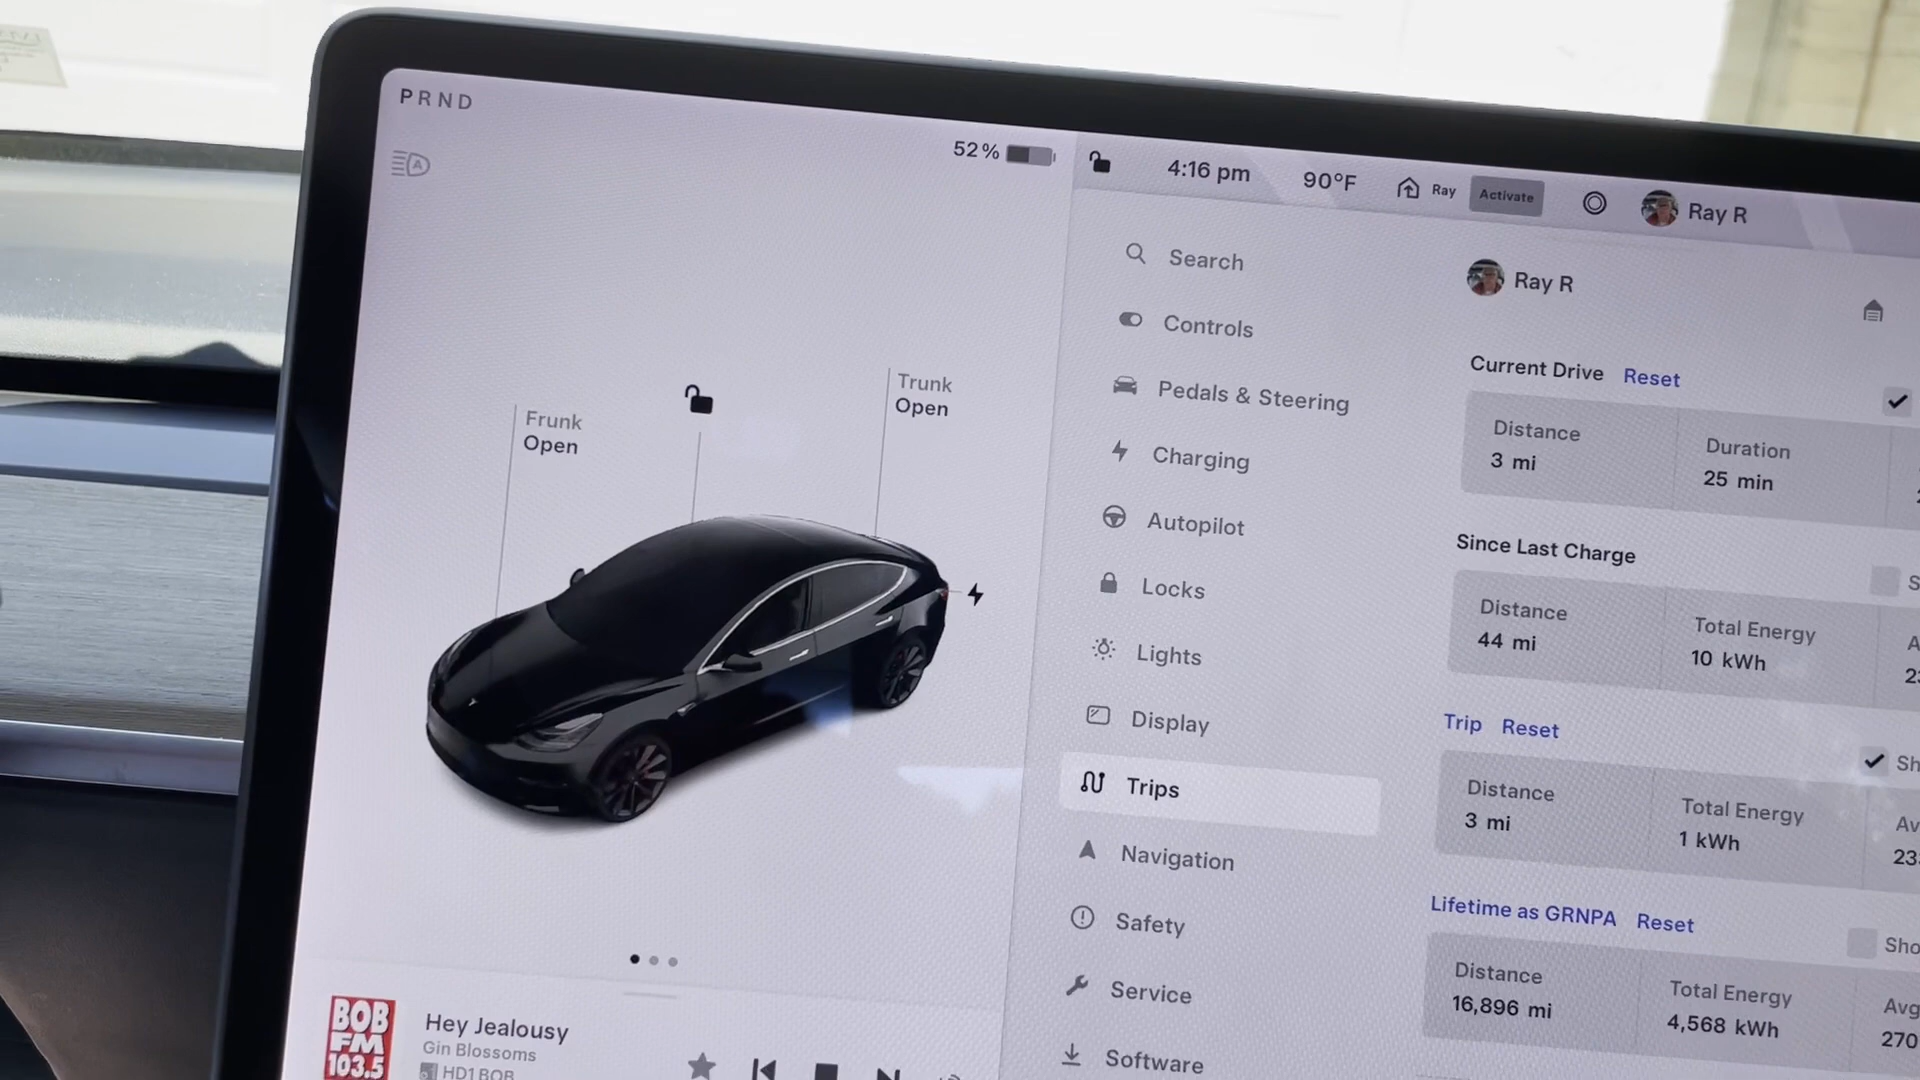 PRND
52%
4:16 pm
90°F
Ray
Activate
Ray R
Frunk
Open
Trunk
Open
Search
Controls
Pedals & Steering
Charging
Autopilot
Locks
Lights
Display
Trips
Navigation
Safety
Service
Software
Ray R
Current Drive Reset
Distance
3 mi
Duration
25 min
Since Last Charge
Distance
44 mi
Total Energy
10 kWh
Trip Reset
Distance
3 mi
Total Energy
1 kWh
Lifetime as GRNPA Reset
Distance
16,896 mi
Total Energy
4,568 kWh
Avg
270
BOB
FM
103.5
Hey Jealousy
Gin Blossoms
HD1 BOB